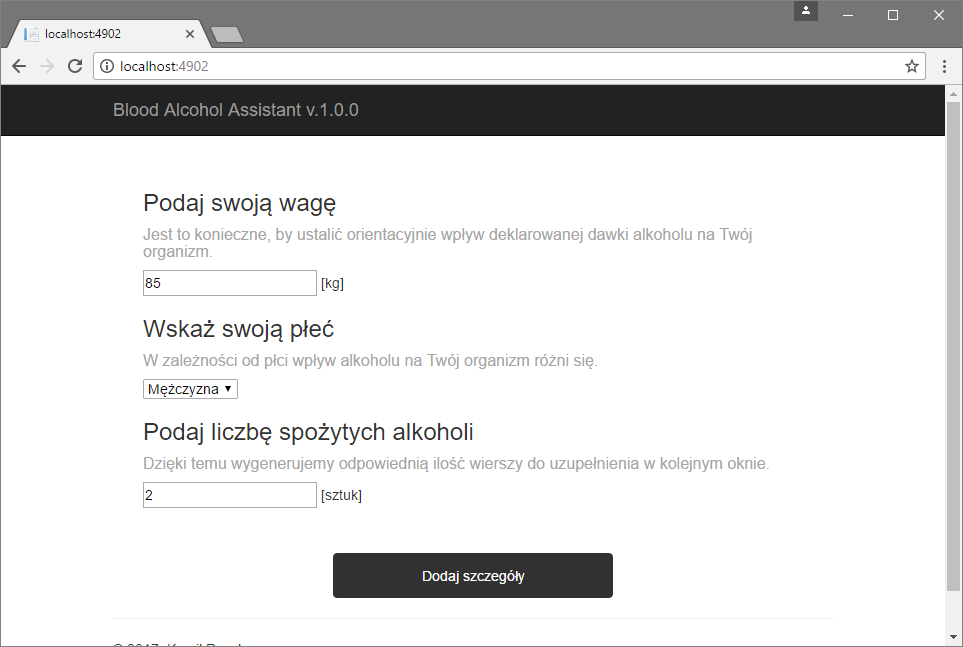 localhost:4902
localhost:4902
Blood Alcohol Assistant v.1.0.0
Podaj swoją wagę
Jest to konieczne, by ustalić orientacyjnie wpływ deklarowanej dawki alkoholu na Twój
organizm.
85 [kg]
Wskaż swoją płeć
W zależności od płci wpływ alkoholu na Twój organizm różni się.
Mężczyzna
Podaj liczbę spożytych alkoholi
Dzięki temu wygenerujemy odpowiednią ilość wierszy do uzupełnienia w kolejnym oknie.
2 [sztuk]
Dodaj szczegóły